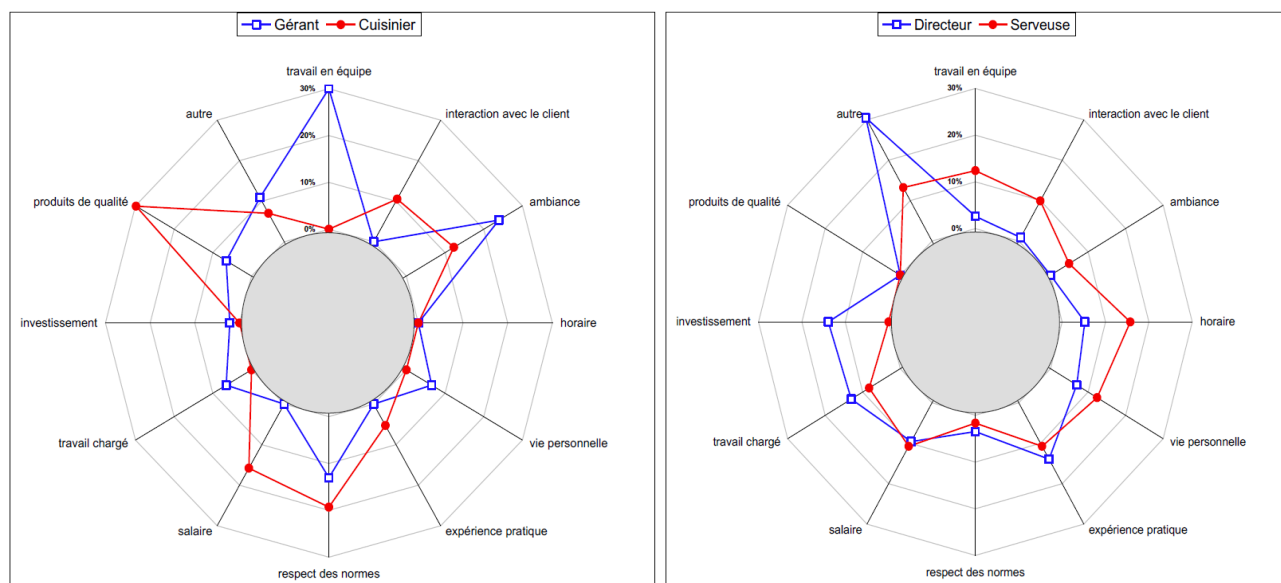 Gérant Cuisinier
travail en équipe
30%
autre
interaction avec le client
20%
10%
produits de qualité
ambiance
0%
investissement
horaire
travail chargé
vie personnelle
salaire
expérience pratique
respect des normes
Directeur Serveuse
travail en équipe
30%
autre
interaction avec le client
20%
10%
produits de qualité
ambiance
0%
investissement
horaire
travail chargé
vie personnelle
salaire
expérience pratique
respect des normes